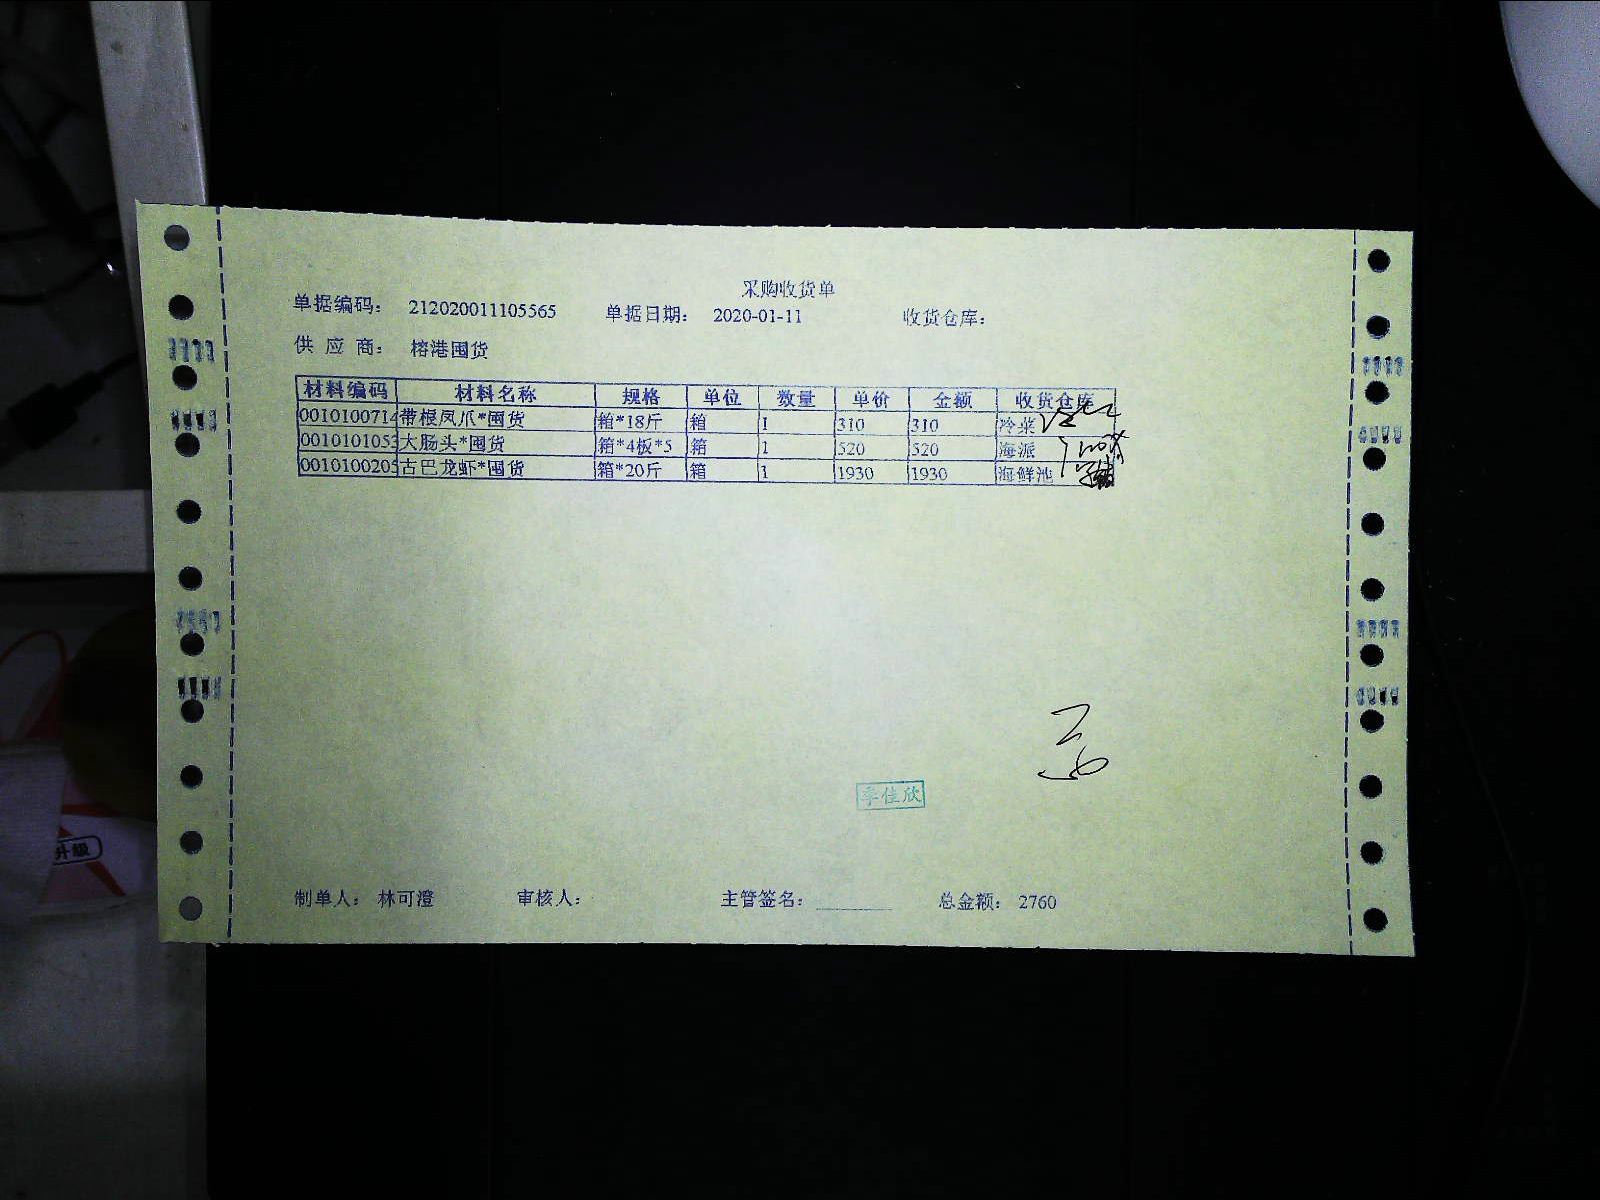 采购收货单
单据编码： 212020011105565 单据日期： 2020-01-11 收货仓库：
供 应 商： 榕港囤货
材料编码 材料名称 规格 单位 数量 单价 金额 收货仓库
0010100714 带根凤爪*囤货 箱*18斤 箱 1 310 310 冷菜
0010101053 大肠头*囤货 箱*4板*5 箱 1 520 520 海派
0010100205 古巴龙虾*囤货 箱*20斤 箱 1 1930 1930 海鲜池
李佳欣
制单人： 林可澄 审核人： 主管签名： 总金额： 2760
升級